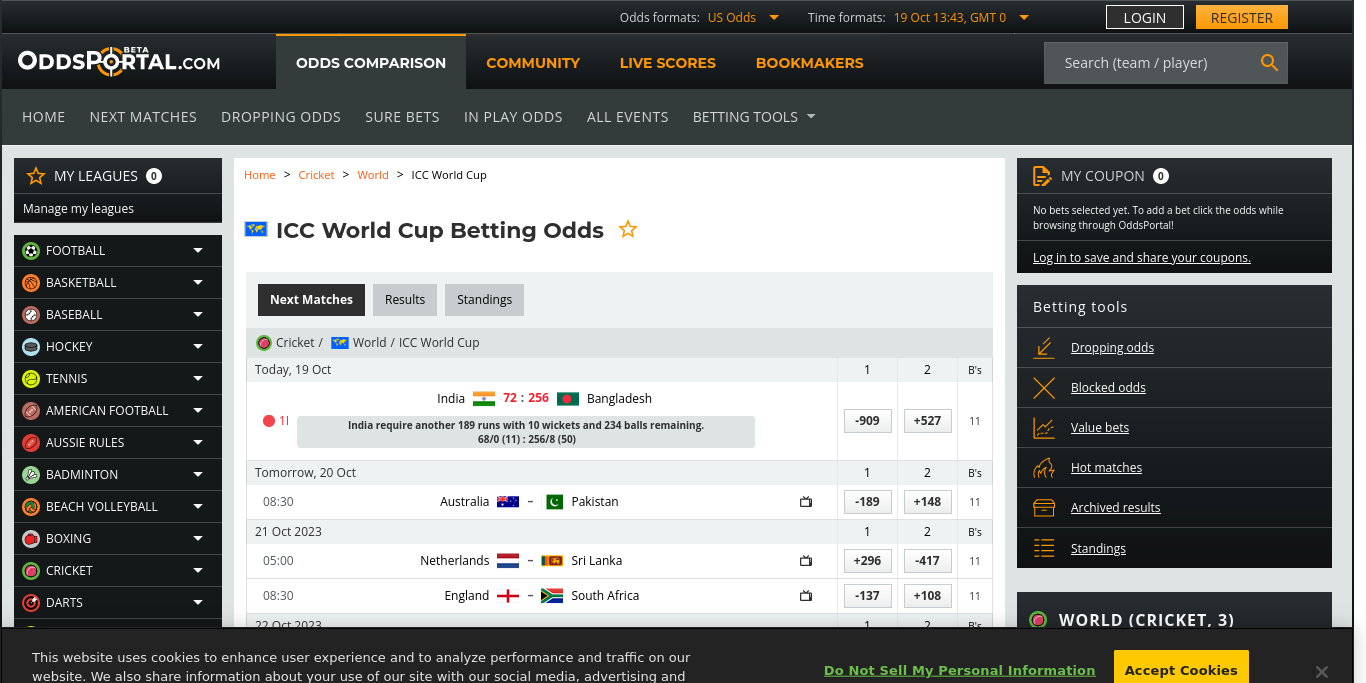 Odds formats: US Odds Time formats: 19 Oct 13:43, GMT 0 LOGIN REGISTER
ODDSPORTAL.COM BETA ODDS COMPARISON COMMUNITY LIVE SCORES BOOKMAKERS Search (team / player)
HOME NEXT MATCHES DROPPING ODDS SURE BETS IN PLAY ODDS ALL EVENTS BETTING TOOLS
MY LEAGUES 0
Manage my leagues
FOOTBALL
BASKETBALL
BASEBALL
HOCKEY
TENNIS
AMERICAN FOOTBALL
AUSSIE RULES
BADMINTON
BEACH VOLLEYBALL
BOXING
CRICKET
DARTS
Home > Cricket > World > ICC World Cup
ICC World Cup Betting Odds
Next Matches Results Standings
Cricket / World / ICC World Cup
Today, 19 Oct 1 2 B's
India 72 : 256 Bangladesh
1I -909 +527 11
India require another 189 runs with 10 wickets and 234 balls remaining.
68/0 (11) : 256/8 (50)
Tomorrow, 20 Oct 1 2 B's
08:30 Australia – Pakistan -189 +148 11
21 Oct 2023 1 2 B's
05:00 Netherlands – Sri Lanka +296 -417 11
08:30 England – South Africa -137 +108 11
22 Oct 2023 1 2 B's
MY COUPON 0
No bets selected yet. To add a bet click the odds while
browsing through OddsPortal!
Log in to save and share your coupons.
Betting tools
Dropping odds
Blocked odds
Value bets
Hot matches
Archived results
Standings
WORLD (CRICKET, 3)
This website uses cookies to enhance user experience and to analyze performance and traffic on our
website. We also share information about your use of our site with our social media, advertising and
Do Not Sell My Personal Information Accept Cookies